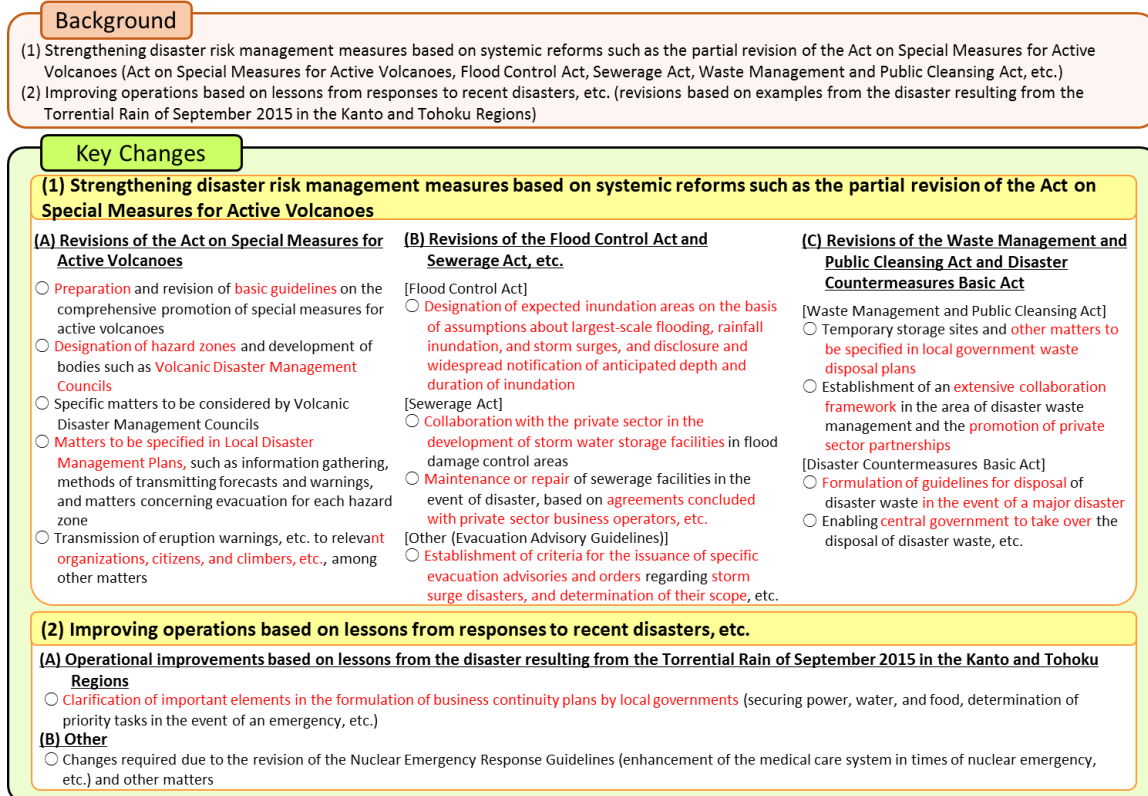 Background
(1) Strengthening disaster risk management measures based on systemic reforms such as the partial revision of the Act on Special Measures for Active
Volcanoes (Act on Special Measures for Active Volcanoes, Flood Control Act, Sewerage Act, Waste Management and Public Cleansing Act, etc.)
(2) Improving operations based on lessons from responses to recent disasters, etc. (revisions based on examples from the disaster resulting from the
Torrential Rain of September 2015 in the Kanto and Tohoku Regions)
Key Changes
(1) Strengthening disaster risk management measures based on systemic reforms such as the partial revision of the Act on
Special Measures for Active Volcanoes
(A) Revisions of the Act on Special Measures for
Active Volcanoes
○ Preparation and revision of basic guidelines on the
comprehensive promotion of special measures for
active volcanoes
○ Designation of hazard zones and development of
bodies such as Volcanic Disaster Management
Councils
○ Specific matters to be considered by Volcanic
Disaster Management Councils
○ Matters to be specified in Local Disaster
Management Plans, such as information gathering,
methods of transmitting forecasts and warnings,
and matters concerning evacuation for each hazard
zone
○ Transmission of eruption warnings, etc. to relevant
organizations, citizens, and climbers, etc., among
other matters
(B) Revisions of the Flood Control Act and
Sewerage Act, etc.
[Flood Control Act]
○ Designation of expected inundation areas on the basis
of assumptions about largest-scale flooding, rainfall
inundation, and storm surges, and disclosure and
widespread notification of anticipated depth and
duration of inundation
[Sewerage Act]
○ Collaboration with the private sector in the
development of storm water storage facilities in flood
damage control areas
○ Maintenance or repair of sewerage facilities in the
event of disaster, based on agreements concluded
with private sector business operators, etc.
[Other (Evacuation Advisory Guidelines)]
○ Establishment of criteria for the issuance of specific
evacuation advisories and orders regarding storm
surge disasters, and determination of their scope, etc.
(C) Revisions of the Waste Management and
Public Cleansing Act and Disaster
Countermeasures Basic Act
[Waste Management and Public Cleansing Act]
○ Temporary storage sites and other matters to
be specified in local government waste
disposal plans
○ Establishment of an extensive collaboration
framework in the area of disaster waste
management and the promotion of private
sector partnerships
[Disaster Countermeasures Basic Act]
○ Formulation of guidelines for disposal of
disaster waste in the event of a major disaster
○ Enabling central government to take over the
disposal of disaster waste, etc.
(2) Improving operations based on lessons from responses to recent disasters, etc.
(A) Operational improvements based on lessons from the disaster resulting from the Torrential Rain of September 2015 in the Kanto and Tohoku
Regions
○ Clarification of important elements in the formulation of business continuity plans by local governments (securing power, water, and food, determination of
priority tasks in the event of an emergency, etc.)
(B) Other
○ Changes required due to the revision of the Nuclear Emergency Response Guidelines (enhancement of the medical care system in times of nuclear emergency,
etc.) and other matters